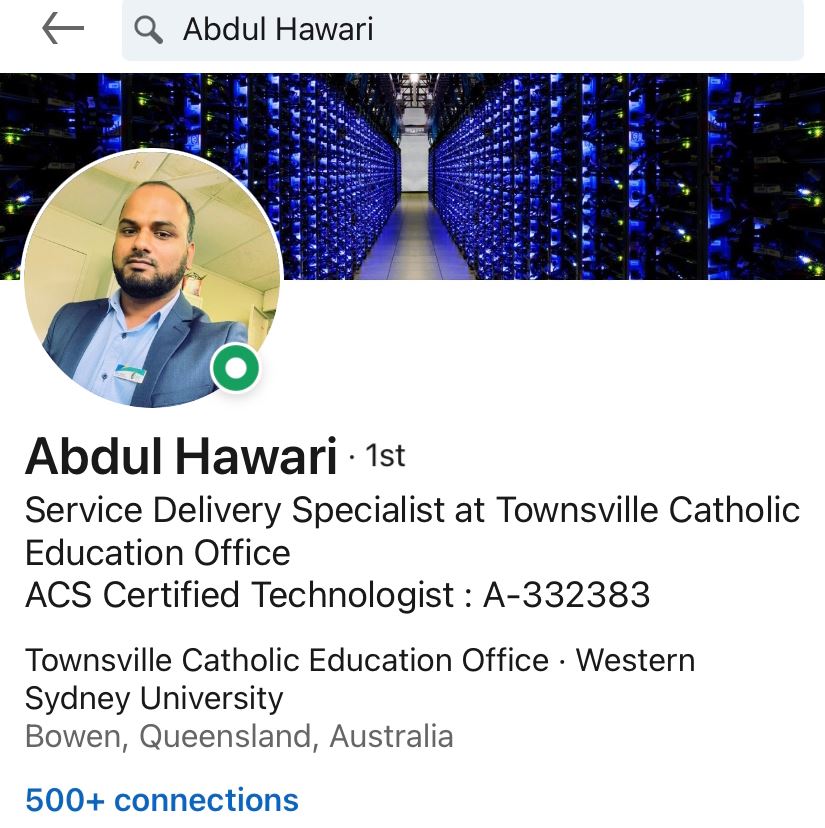 Abdul Hawari
Abdul Hawari · 1st
Service Delivery Specialist at Townsville Catholic
Education Office
ACS Certified Technologist : A-332383
Townsville Catholic Education Office · Western
Sydney University
Bowen, Queensland, Australia
500+ connections